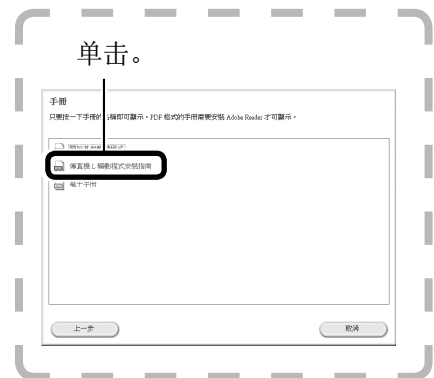 单击。
手冊
只要按一下手冊的名稱即可顯示。PDF 格式的手冊需要安裝 Adobe Reader 才可顯示。
傳真機 L 驅動程式安裝指南
電子手冊
上一步
取消